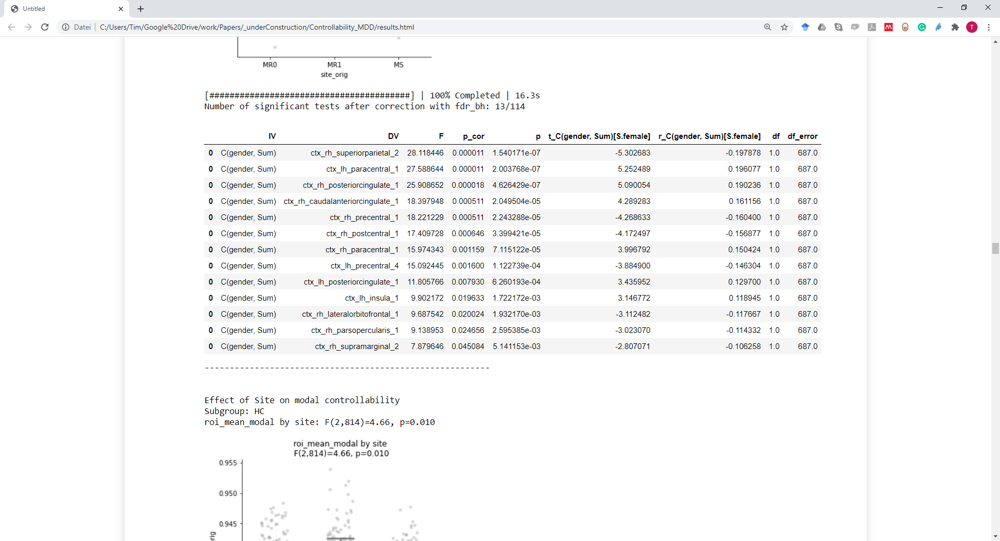 Untitled
Datei C:/Users/Tim/Google%20Drive/work/Papers/_underConstruction/Controllability_MDD/results.html
T
MR0 MR1 MS
site_orig
[########################################] | 100% Completed | 16.3s
Number of significant tests after correction with fdr_bh: 13/114
IV DV F p_cor p t_C(gender, Sum)[S.female] r_C(gender, Sum)[S.female] df df_error
0 C(gender, Sum) ctx_rh_superiorparietal_2 28.118446 0.000011 1.540171e-07 -5.302683 -0.197878 1.0 687.0
0 C(gender, Sum) ctx_lh_paracentral_1 27.588644 0.000011 2.003768e-07 5.252489 0.196077 1.0 687.0
0 C(gender, Sum) ctx_rh_posteriorcingulate_1 25.908652 0.000018 4.626429e-07 5.090054 0.190236 1.0 687.0
0 C(gender, Sum) ctx_rh_caudalanteriorcingulate_1 18.397948 0.000511 2.049504e-05 4.289283 0.161156 1.0 687.0
0 C(gender, Sum) ctx_rh_precentral_1 18.221229 0.000511 2.243288e-05 -4.268633 -0.160400 1.0 687.0
0 C(gender, Sum) ctx_rh_postcentral_1 17.409728 0.000646 3.399421e-05 -4.172497 -0.156877 1.0 687.0
0 C(gender, Sum) ctx_rh_paracentral_1 15.974343 0.001159 7.115122e-05 3.996792 0.150424 1.0 687.0
0 C(gender, Sum) ctx_lh_precentral_4 15.092445 0.001600 1.122739e-04 -3.884900 -0.146304 1.0 687.0
0 C(gender, Sum) ctx_lh_posteriorcingulate_1 11.805766 0.007930 6.260193e-04 3.435952 0.129700 1.0 687.0
0 C(gender, Sum) ctx_lh_insula_1 9.902172 0.019633 1.722172e-03 3.146772 0.118945 1.0 687.0
0 C(gender, Sum) ctx_rh_lateralorbitofrontal_1 9.687542 0.020024 1.932170e-03 -3.112482 -0.117667 1.0 687.0
0 C(gender, Sum) ctx_rh_parsopercularis_1 9.138953 0.024656 2.595385e-03 -3.023070 -0.114332 1.0 687.0
0 C(gender, Sum) ctx_rh_supramarginal_2 7.879646 0.045084 5.141153e-03 -2.807071 -0.106258 1.0 687.0
---------------------------------------------------------
Effect of Site on modal controllability
Subgroup: HC
roi_mean_modal by site: F(2,814)=4.66, p=0.010
roi_mean_modal by site
F(2,814)=4.66, p=0.010
0.955
0.950
0.945